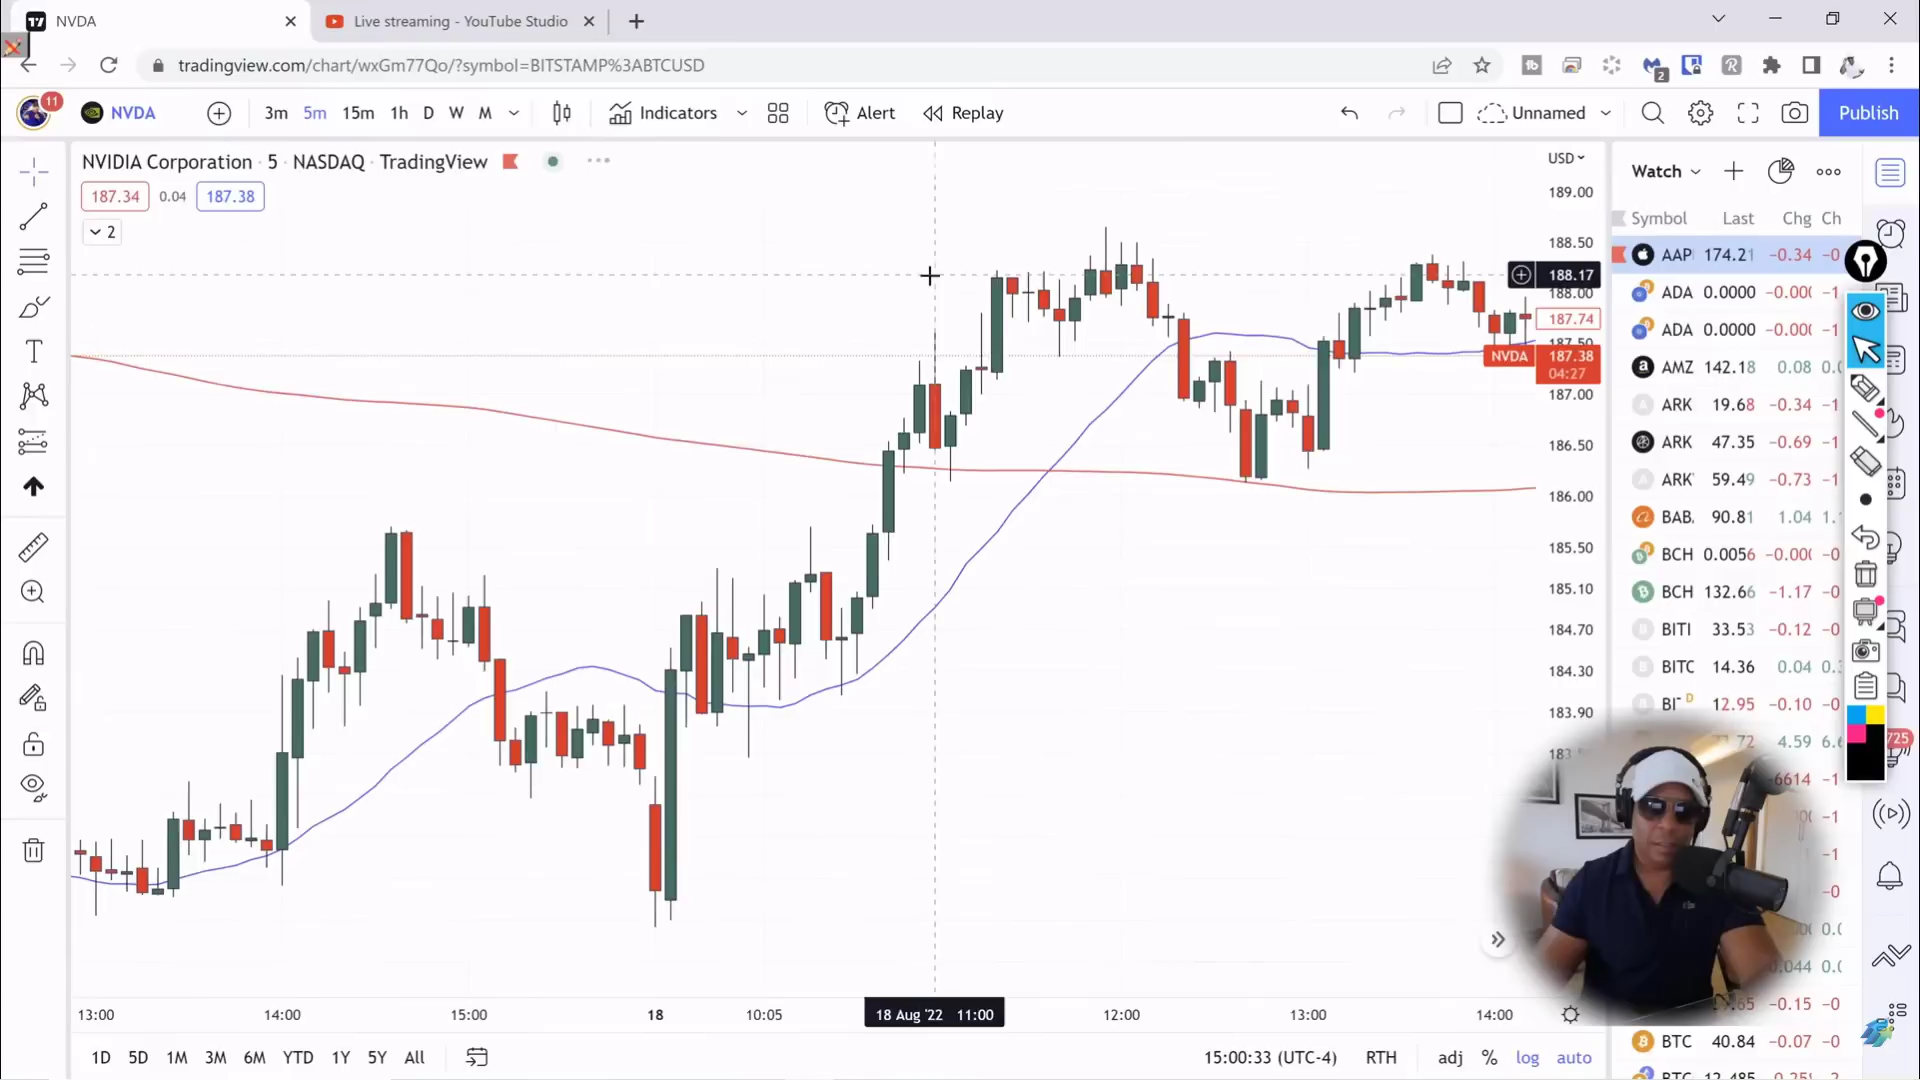 NVDA
Live streaming - YouTube Studio
tradingview.com/chart/wxGm77Qo/?symbol=BITSTAMP%3ABTCUSD
2
11
NVDA
3m 5m 15m 1h D W M
Indicators
Alert
Replay
Unnamed
Publish
NVIDIA Corporation · 5 · NASDAQ · TradingView
187.34 0.04 187.38
2
USD
189.00
188.50
188.17
188.00
187.74
187.50
NVDA 187.38
04:27
187.00
186.50
186.00
185.50
185.10
184.70
184.30
183.90
Watch
Symbol Last Chg Ch
AAP 174.21 −0.34 −0
ADA 0.0000 −0.00 −1
ADA 0.0000 −0.00 −1
AMZ 142.18 0.08 0.
ARK 19.68 −0.34 −1
ARK 47.35 −0.69 −1
ARK 59.49 −0.73 −1
BAB 90.81 1.04 1.
BCH 0.0056 −0.00 −0
BCH 132.66 −1.17 −0
BITI 33.53 −0.12 −0
BITC 14.36 0.04 0.
BI D 12.95 −0.10 −0
.72 4.59 6.
725
6614 −1
−1
−1
−0
0.
0.044 0.
.65 −0.15 −0
BTC 40.84 −0.07 −0
13:00 14:00 15:00 18 10:05 18 Aug '22 11:00 12:00 13:00 14:00
1D 5D 1M 3M 6M YTD 1Y 5Y All
15:00:33 (UTC-4) RTH adj % log auto